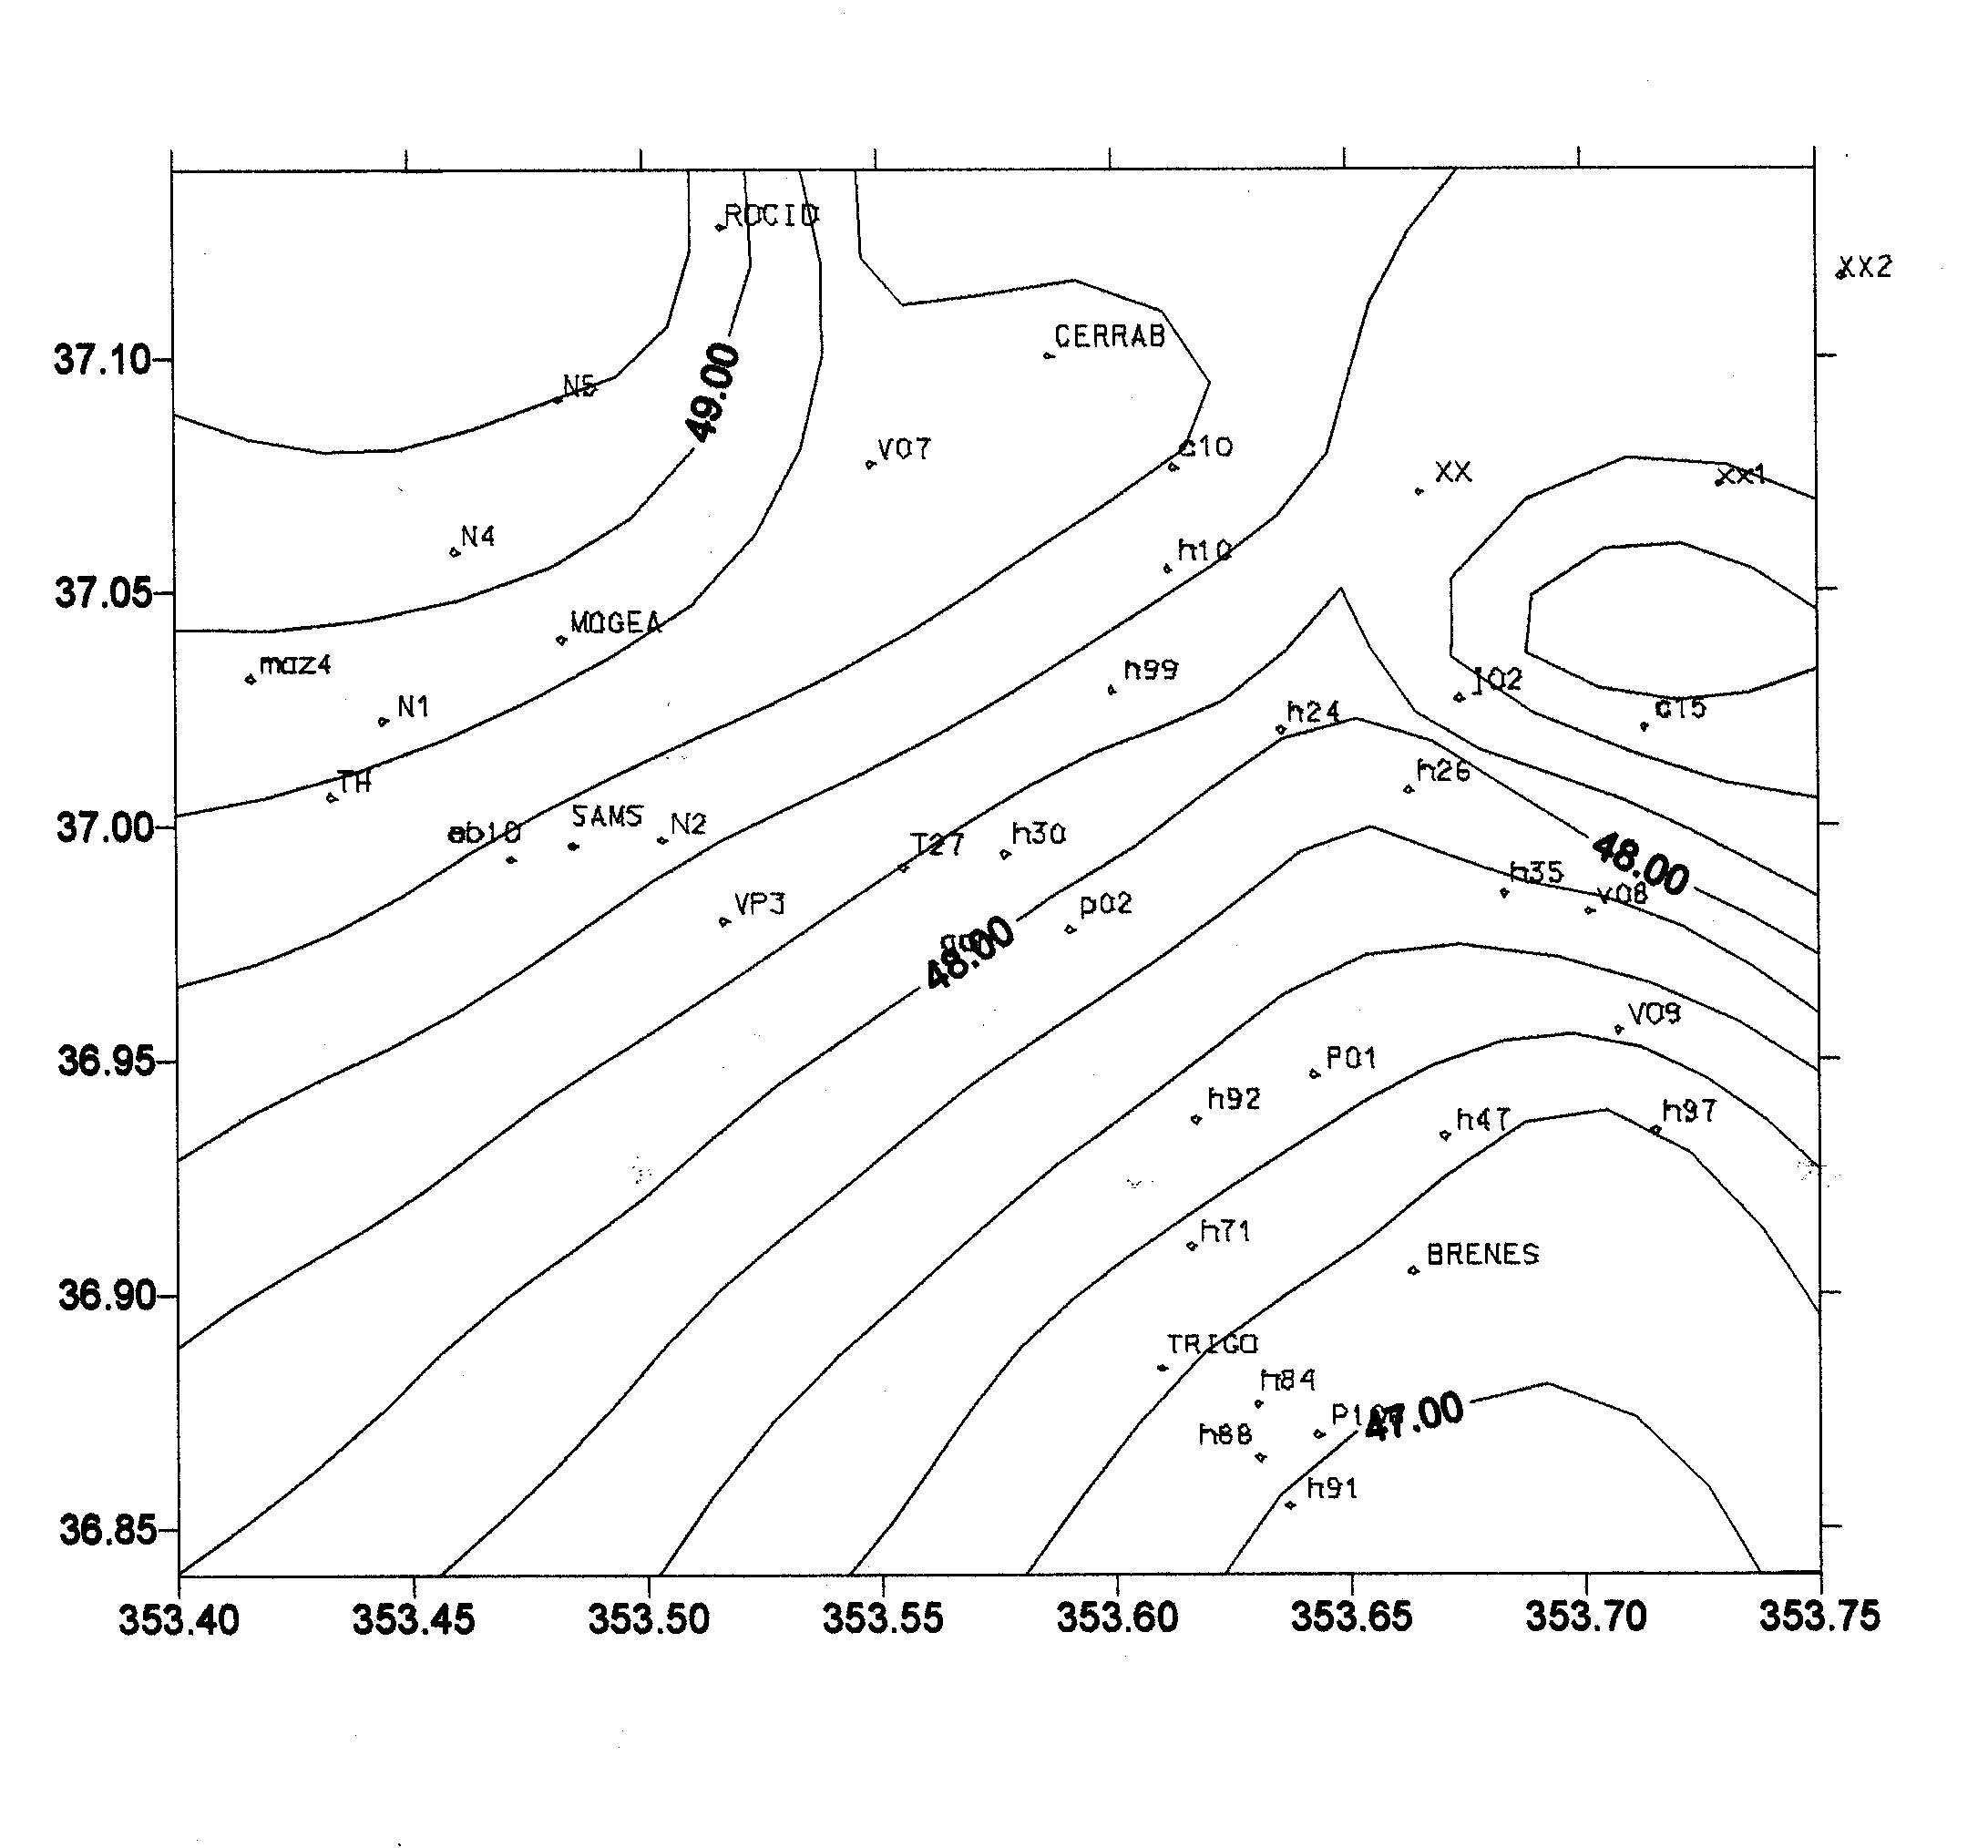 ROCIO
XX2
CERRAB
37.10
N5
49.00
V07
c10
XX
xx1
N4
h10
37.05
MOGEA
maz4
h99
j02
N1
h24
c15
TH
h26
37.00
ab10
SAMS
N2
T27
h30
48.00
h35
v08
VP3
p02
48.00
V09
36.95
P01
h92
h47
h97
h71
BRENES
36.90
TRIGO
h84
47.00
h88
h91
36.85
353.40 353.45 353.50 353.55 353.60 353.65 353.70 353.75